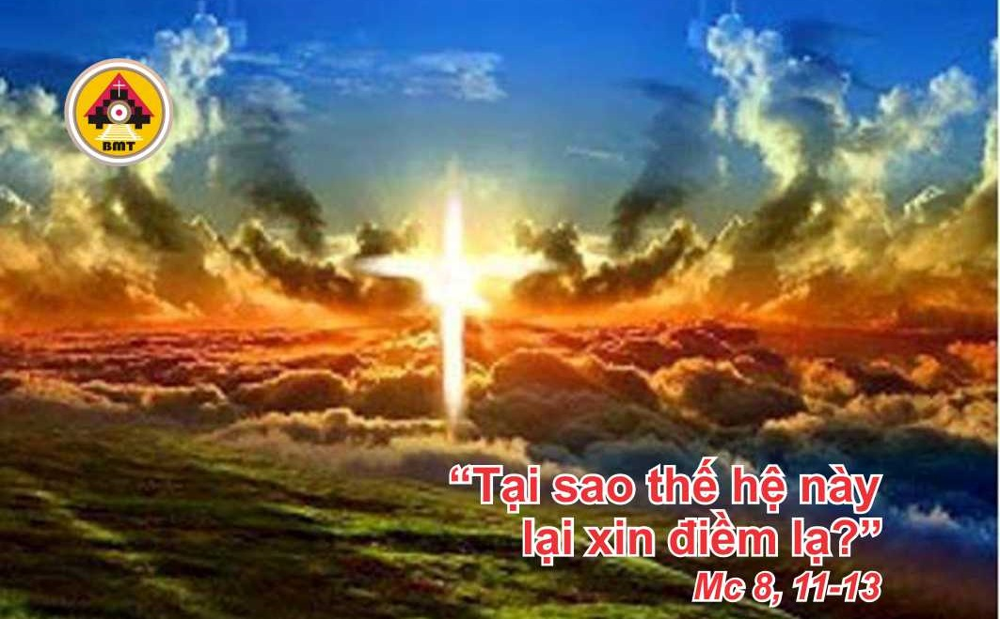 BMT
“Tại sao thế hệ này
lại xin điềm lạ?”
Mc 8, 11-13